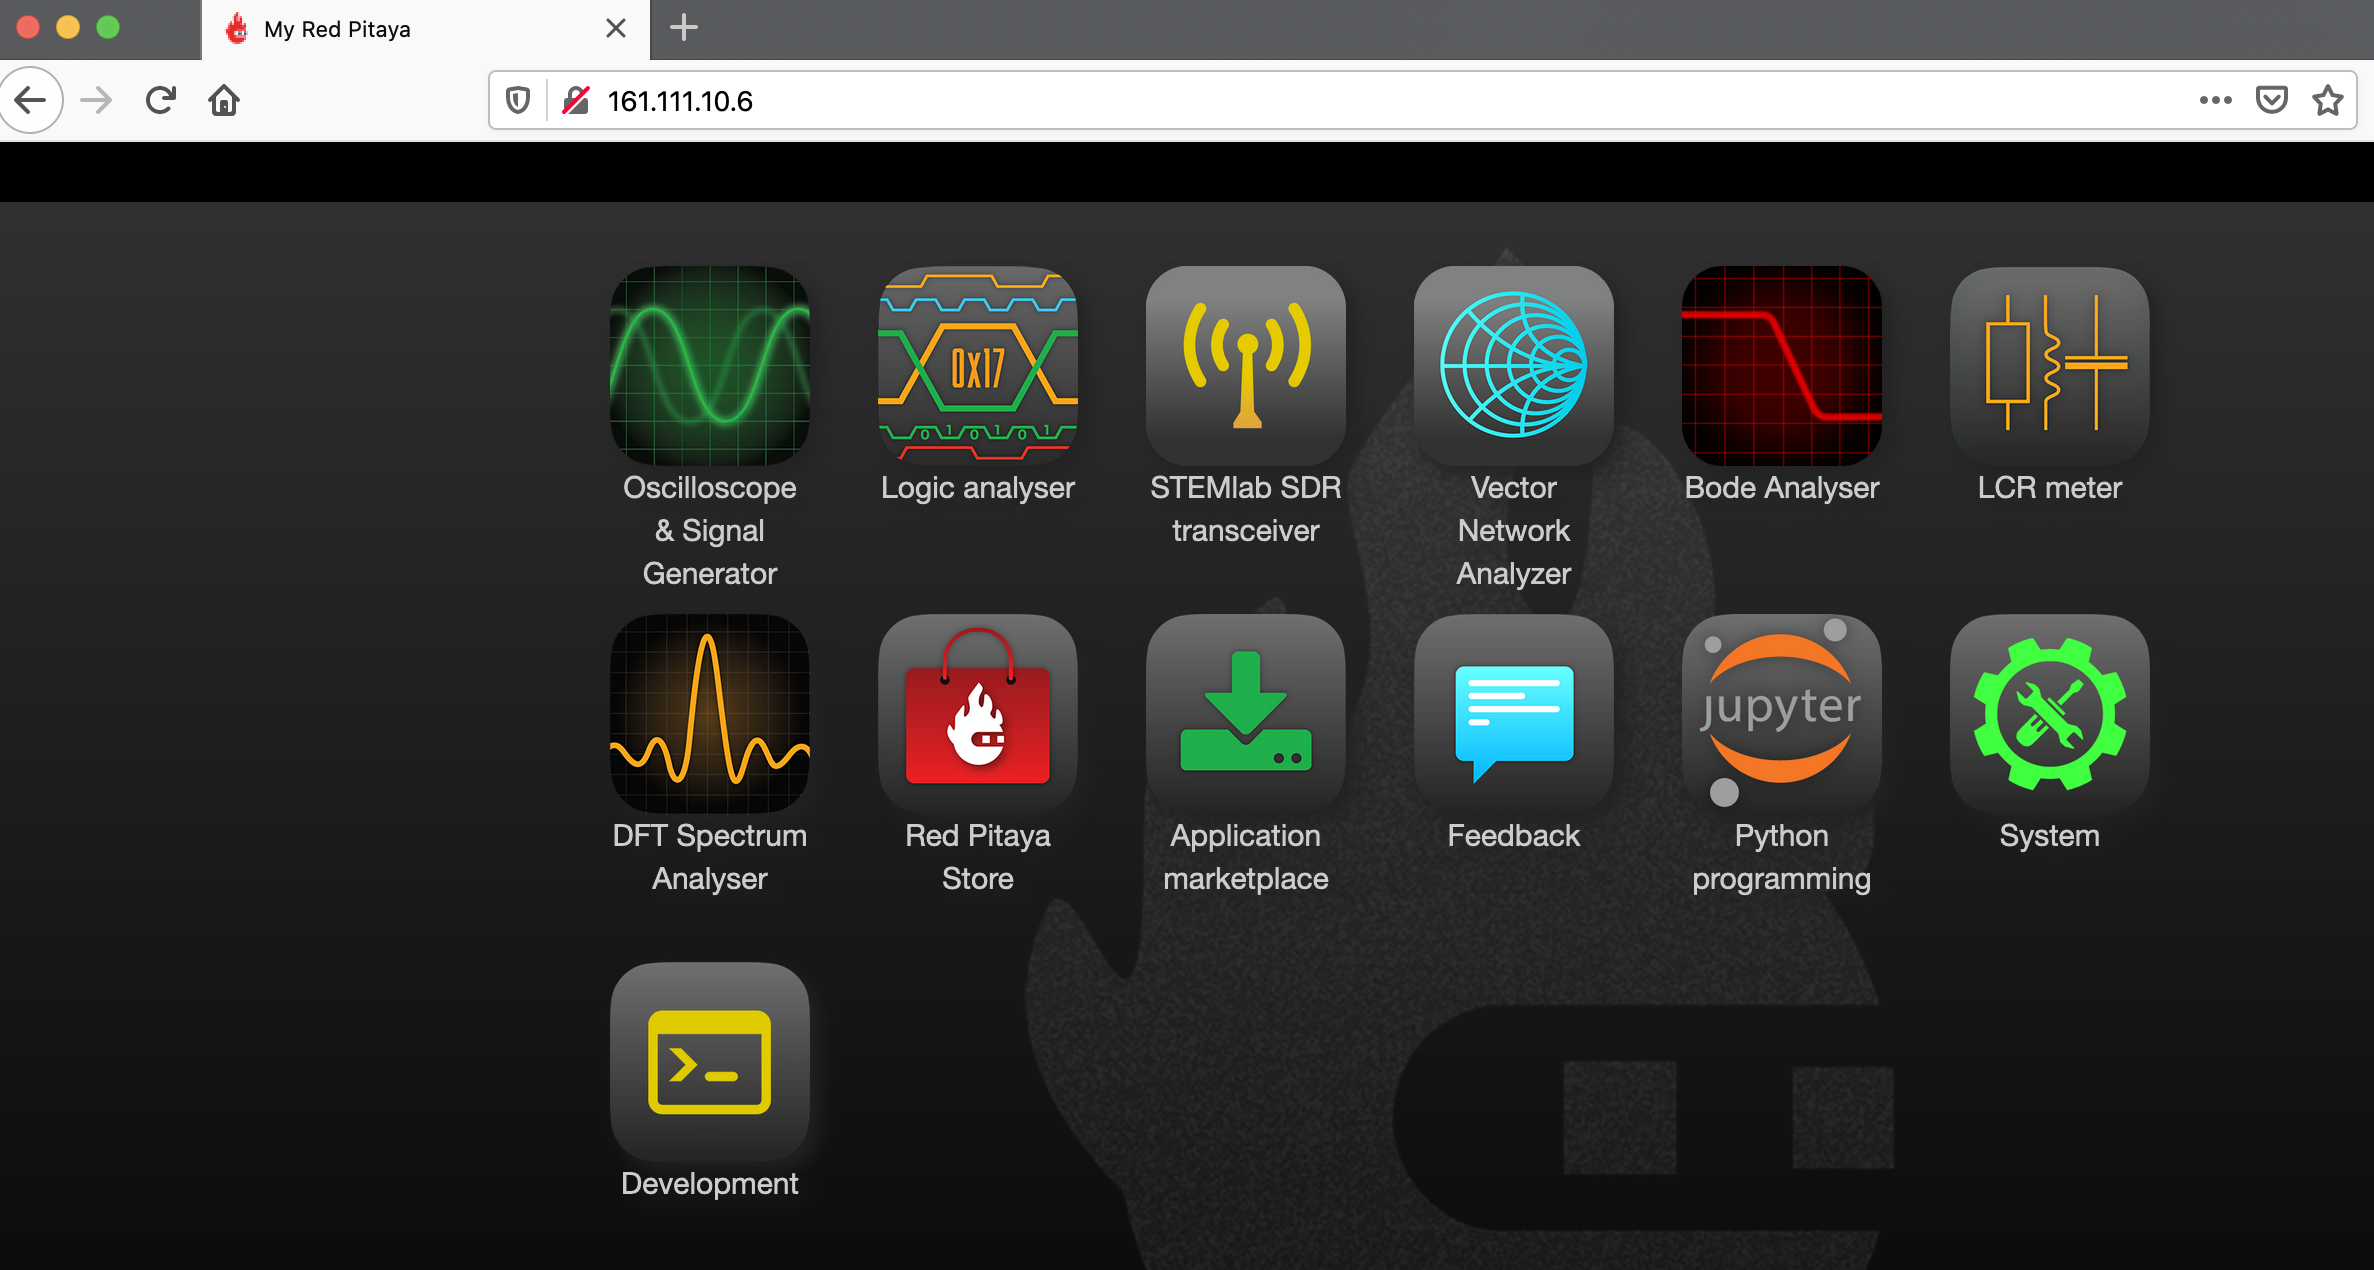 My Red Pitaya
161.111.10.6
0x17
0 1 0 1 0 1
Oscilloscope
& Signal
Generator
Logic analyser
STEMlab SDR
transceiver
Vector
Network
Analyzer
Bode Analyser
LCR meter
jupyter
DFT Spectrum
Analyser
Red Pitaya
Store
Application
marketplace
Feedback
Python
programming
System
>_
Development